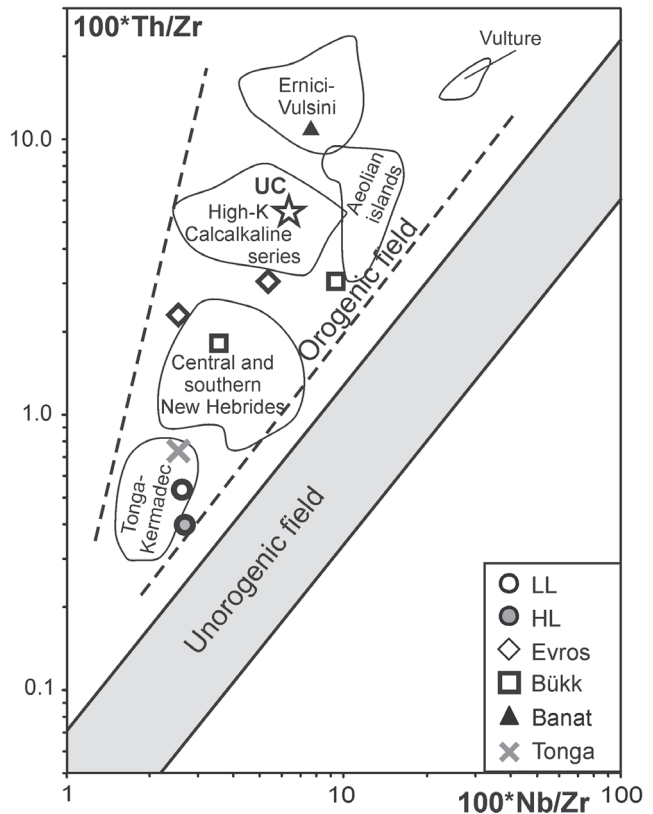 100*Th/Zr
Vulture
Ernici-
Vulsini
10.0
Aeolian
islands
UC
High-K
Calcalkaline
series
Orogenic field
Central and
southern
New Hebrides
1.0
Tonga-
Kermadec
Unorogenic field
LL
HL
Evros
Bükk
Banat
Tonga
0.1
1
10
100*Nb/Zr
100